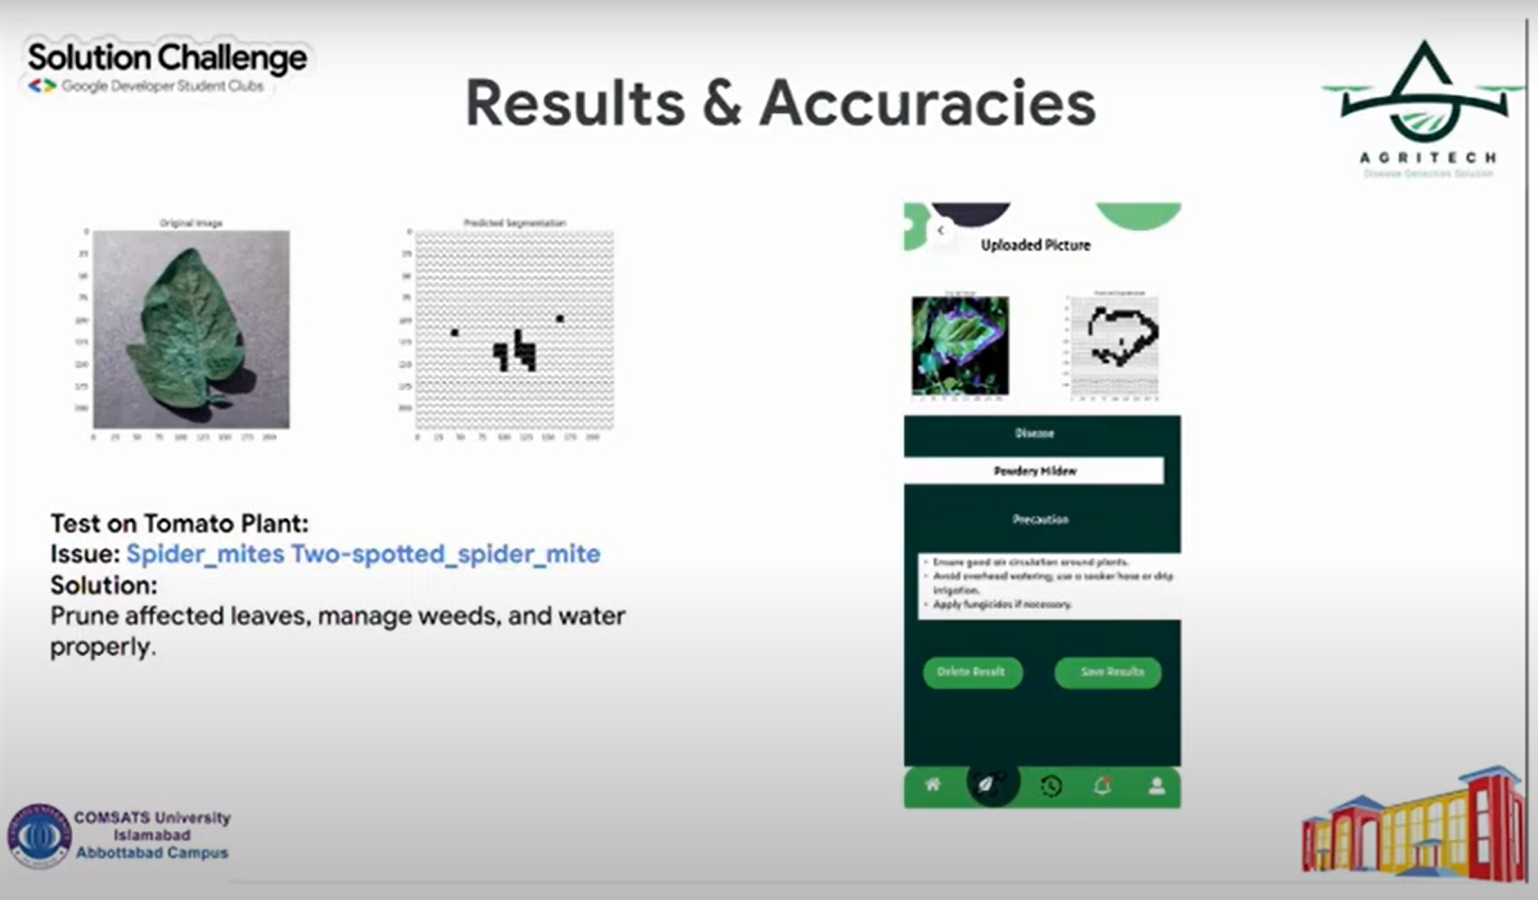 Solution Challenge
Google Developer Student Clubs
Results & Accuracies
AGRITECH
Disease Detection Solution
Original Image
Predicted Segmentation
0
25
50
75
100
125
150
175
200
0 25 50 75 100 125 150 175 200
0
25
50
75
100
125
150
175
200
0 25 50 75 100 125 150 175 200
Test on Tomato Plant:
Issue: Spider_mites Two-spotted_spider_mite
Solution:
Prune affected leaves, manage weeds, and water
properly.
Uploaded Picture
Disease
Powdery Mildew
Precaution
• Ensure good air circulation around plants.
• Avoid overhead watering; use a soaker hose or drip
irrigation.
• Apply fungicides if necessary.
Delete Result
Save Results
COMSATS University
Islamabad
Abbottabad Campus